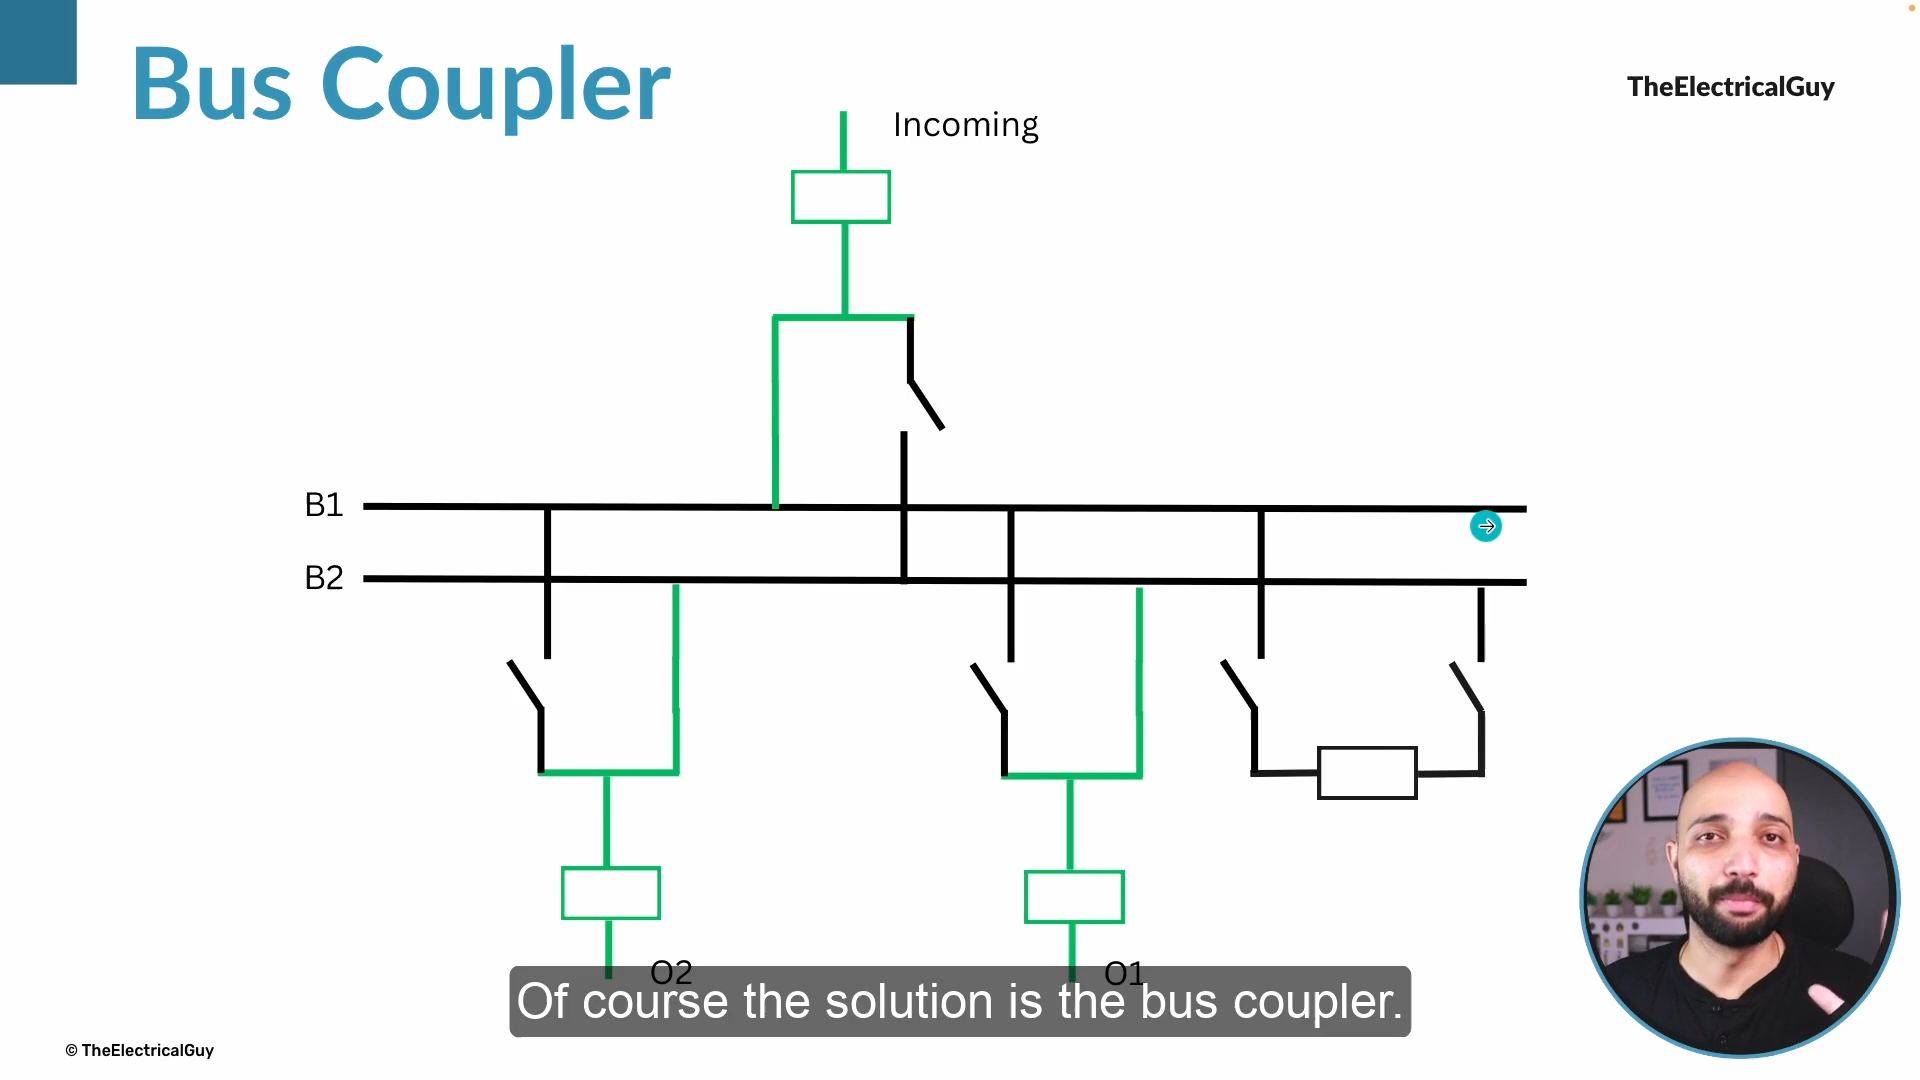 Bus Coupler
TheElectricalGuy
Incoming
B1
B2
O2
O1
Of course the solution is the bus coupler.
© TheElectricalGuy